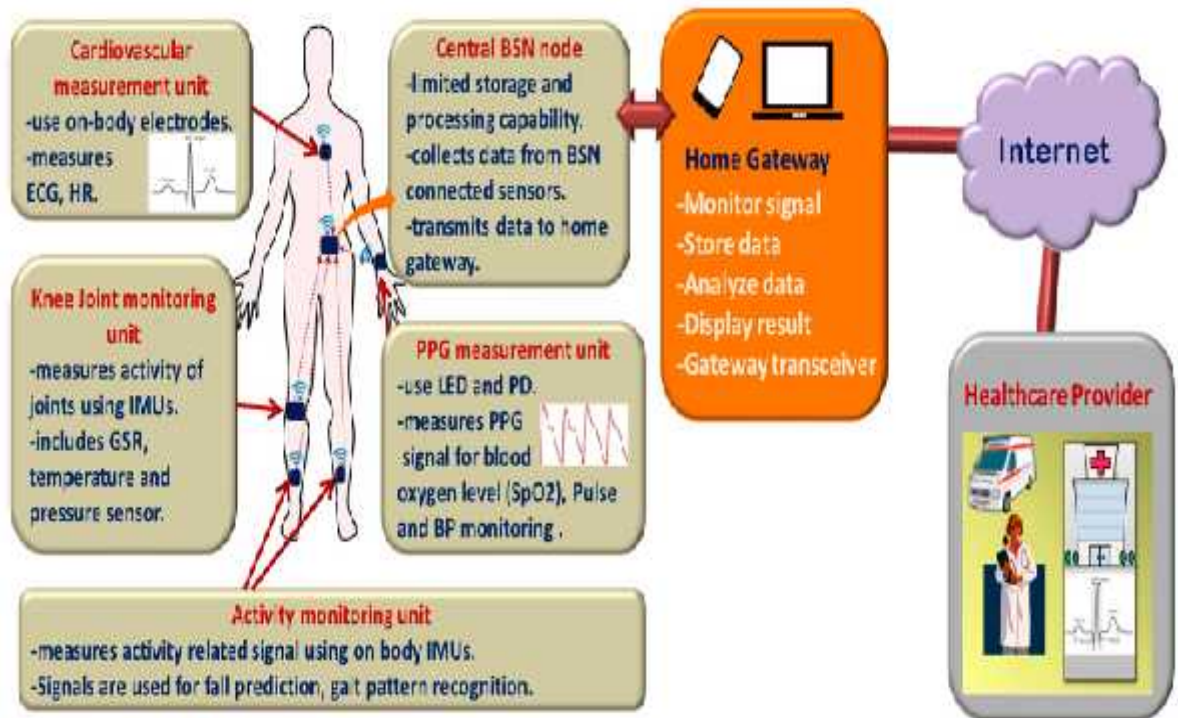 Cardiovascular
measurement unit
-use on-body electrodes.
-measures
ECG, HR.
Central BSN node
-limited storage and
processing capability.
-collects data from BSN
connected sensors.
-transmits data to home
gateway.
Home Gateway
-Monitor signal
-Store data
-Analyze data
-Display result
-Gateway transceiver
Internet
Knee Joint monitoring
unit
-measures activity of
joints using IMUs.
-includes GSR,
temperature and
pressure sensor.
PPG measurement unit
-use LED and PD.
-measures PPG
signal for blood
oxygen level (SpO2), Pulse
and BP monitoring .
Healthcare Provider
Activity monitoring unit
-measures activity related signal using on body IMUs.
-Signals are used for fall prediction, gait pattern recognition.